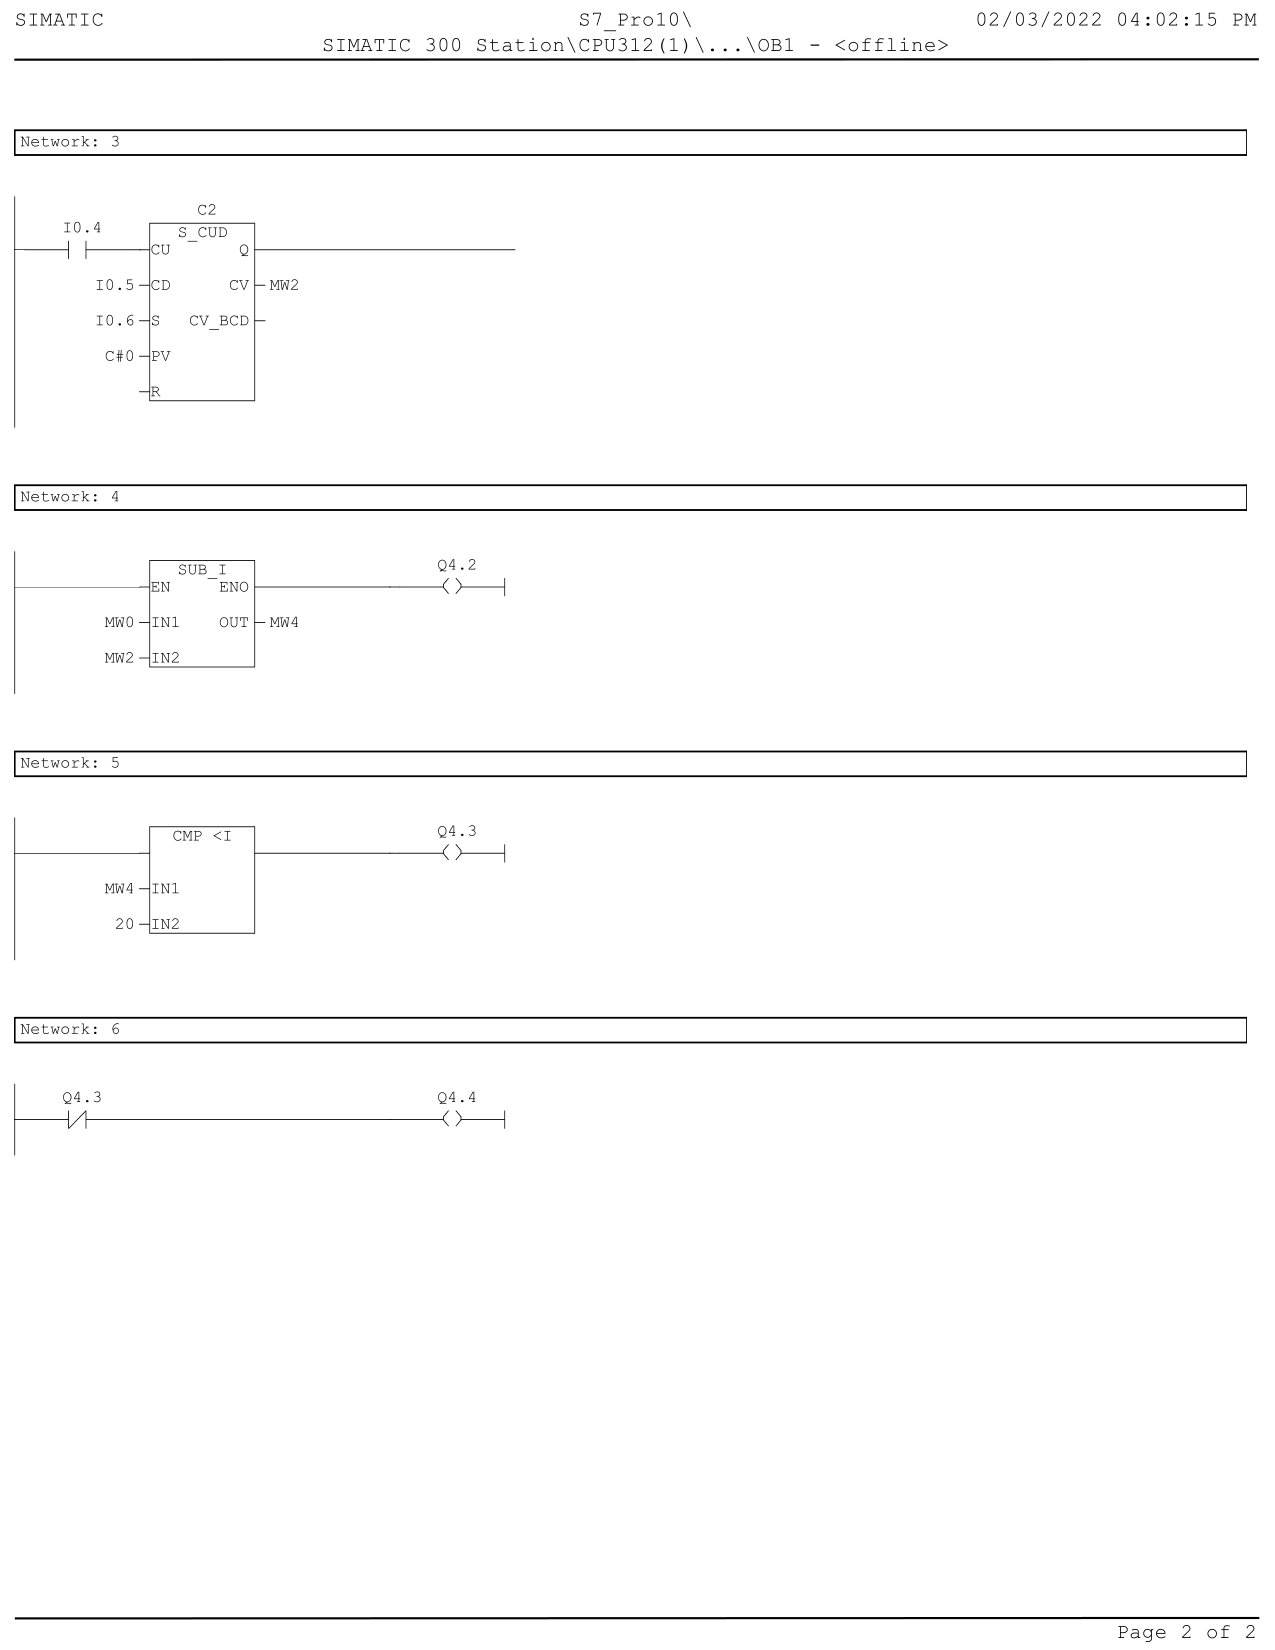 SIMATIC S7_Pro10\ 02/03/2022 04:02:15 PM
SIMATIC 300 Station\CPU312(1)\...\OB1 - <offline>
Network: 3
C2
I0.4 S_CUD
CU Q
I0.5 CD CV MW2
I0.6 S CV_BCD
C#0 PV
R
Network: 4
SUB_I Q4.2
EN ENO
MW0 IN1 OUT MW4
MW2 IN2
Network: 5
CMP <I Q4.3
MW4 IN1
20 IN2
Network: 6
Q4.3 Q4.4
Page 2 of 2